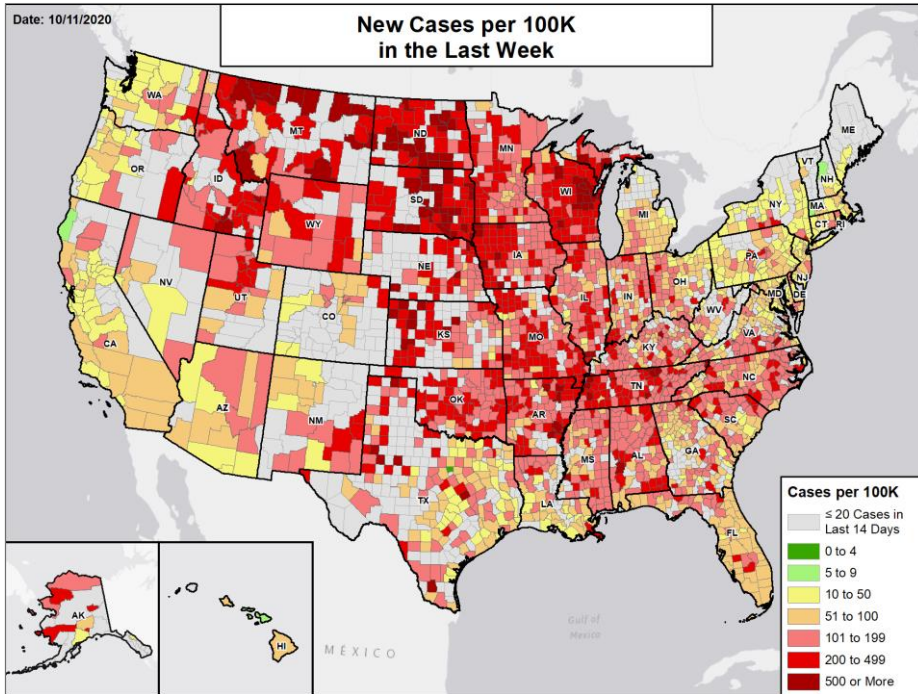 Date: 10/11/2020
New Cases per 100K
in the Last Week
WA
MT
ND
MN
ME
VT
NH
OR
ID
SD
WI
MI
NY
MA
CT
RI
WY
IA
PA
NJ
NE
OH
MD
DE
NV
UT
CO
IL
IN
WV
VA
CA
KS
MO
KY
NC
TN
AZ
NM
OK
AR
SC
MS
AL
GA
TX
LA
FL
AK
HI
MÉXICO
Gulf of
Mexico
Cases per 100K
≤ 20 Cases in
Last 14 Days
0 to 4
5 to 9
10 to 50
51 to 100
101 to 199
200 to 499
500 or More